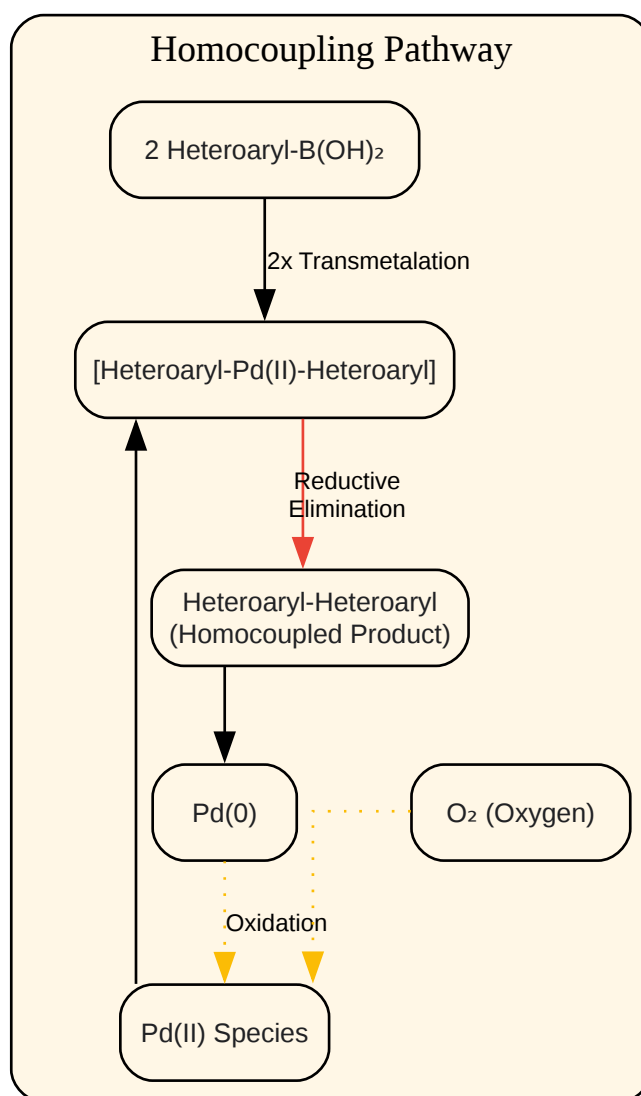 Homocoupling Pathway
2 Heteroaryl-B(OH)₂
2x Transmetalation
[Heteroaryl-Pd(II)-Heteroaryl]
Reductive
Elimination
Heteroaryl-Heteroaryl
(Homocoupled Product)
Pd(0)
O₂ (Oxygen)
Oxidation
Pd(II) Species